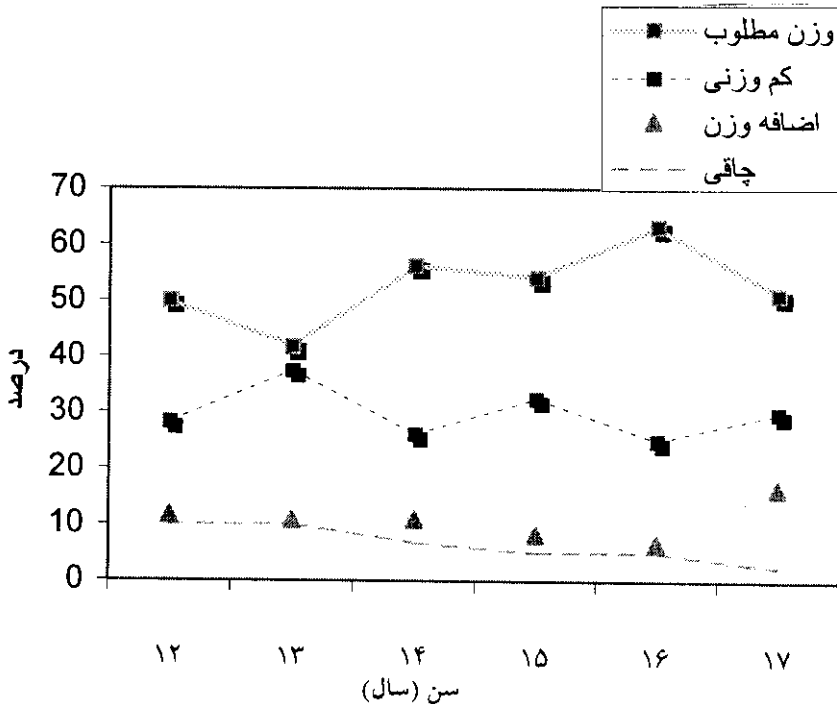 وزن مطلوب
کم وزنی
اضافه وزن
چاقی
70
60
50
40
30
20
10
0
درصد
۱۲ ۱۳ ۱۴ ۱۵ ۱۶ ۱۷
سن (سال)